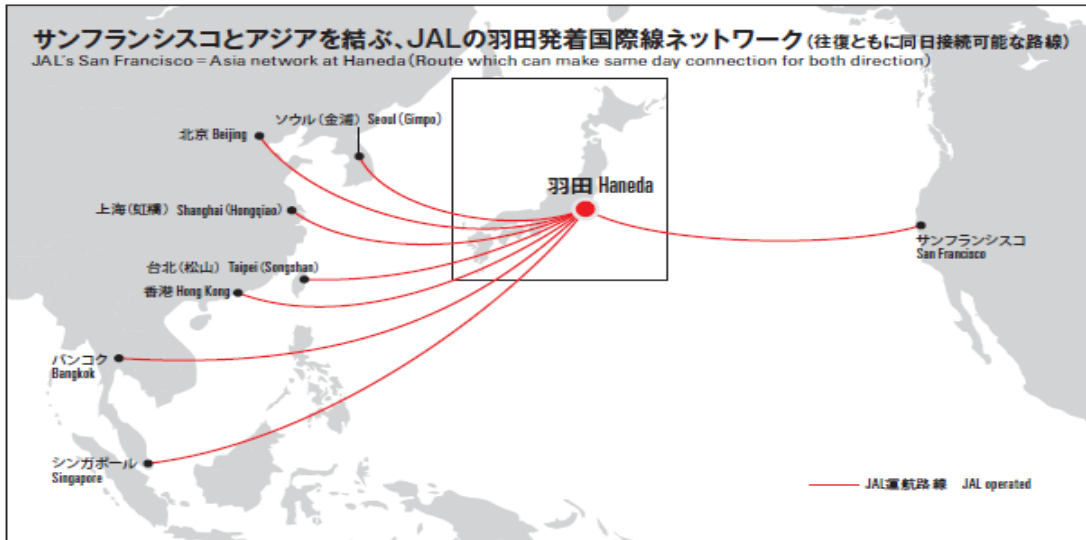 サンフランシスコとアジアを結ぶ、JALの羽田発着国際線ネットワーク(往復ともに同日接続可能な路線)
JAL's San Francisco=Asia network at Haneda(Route which can make same day connection for both direction)
ソウル(金浦) Seoul(Gimpo)
北京 Beijing
羽田 Haneda
上海(虹橋) Shanghai(Hongqiao)
サンフランシスコ
San Francisco
台北(松山) Taipei(Songshan)
香港 Hong Kong
バンコク
Bangkok
シンガポール
Singapore
JAL運航路線 JAL operated